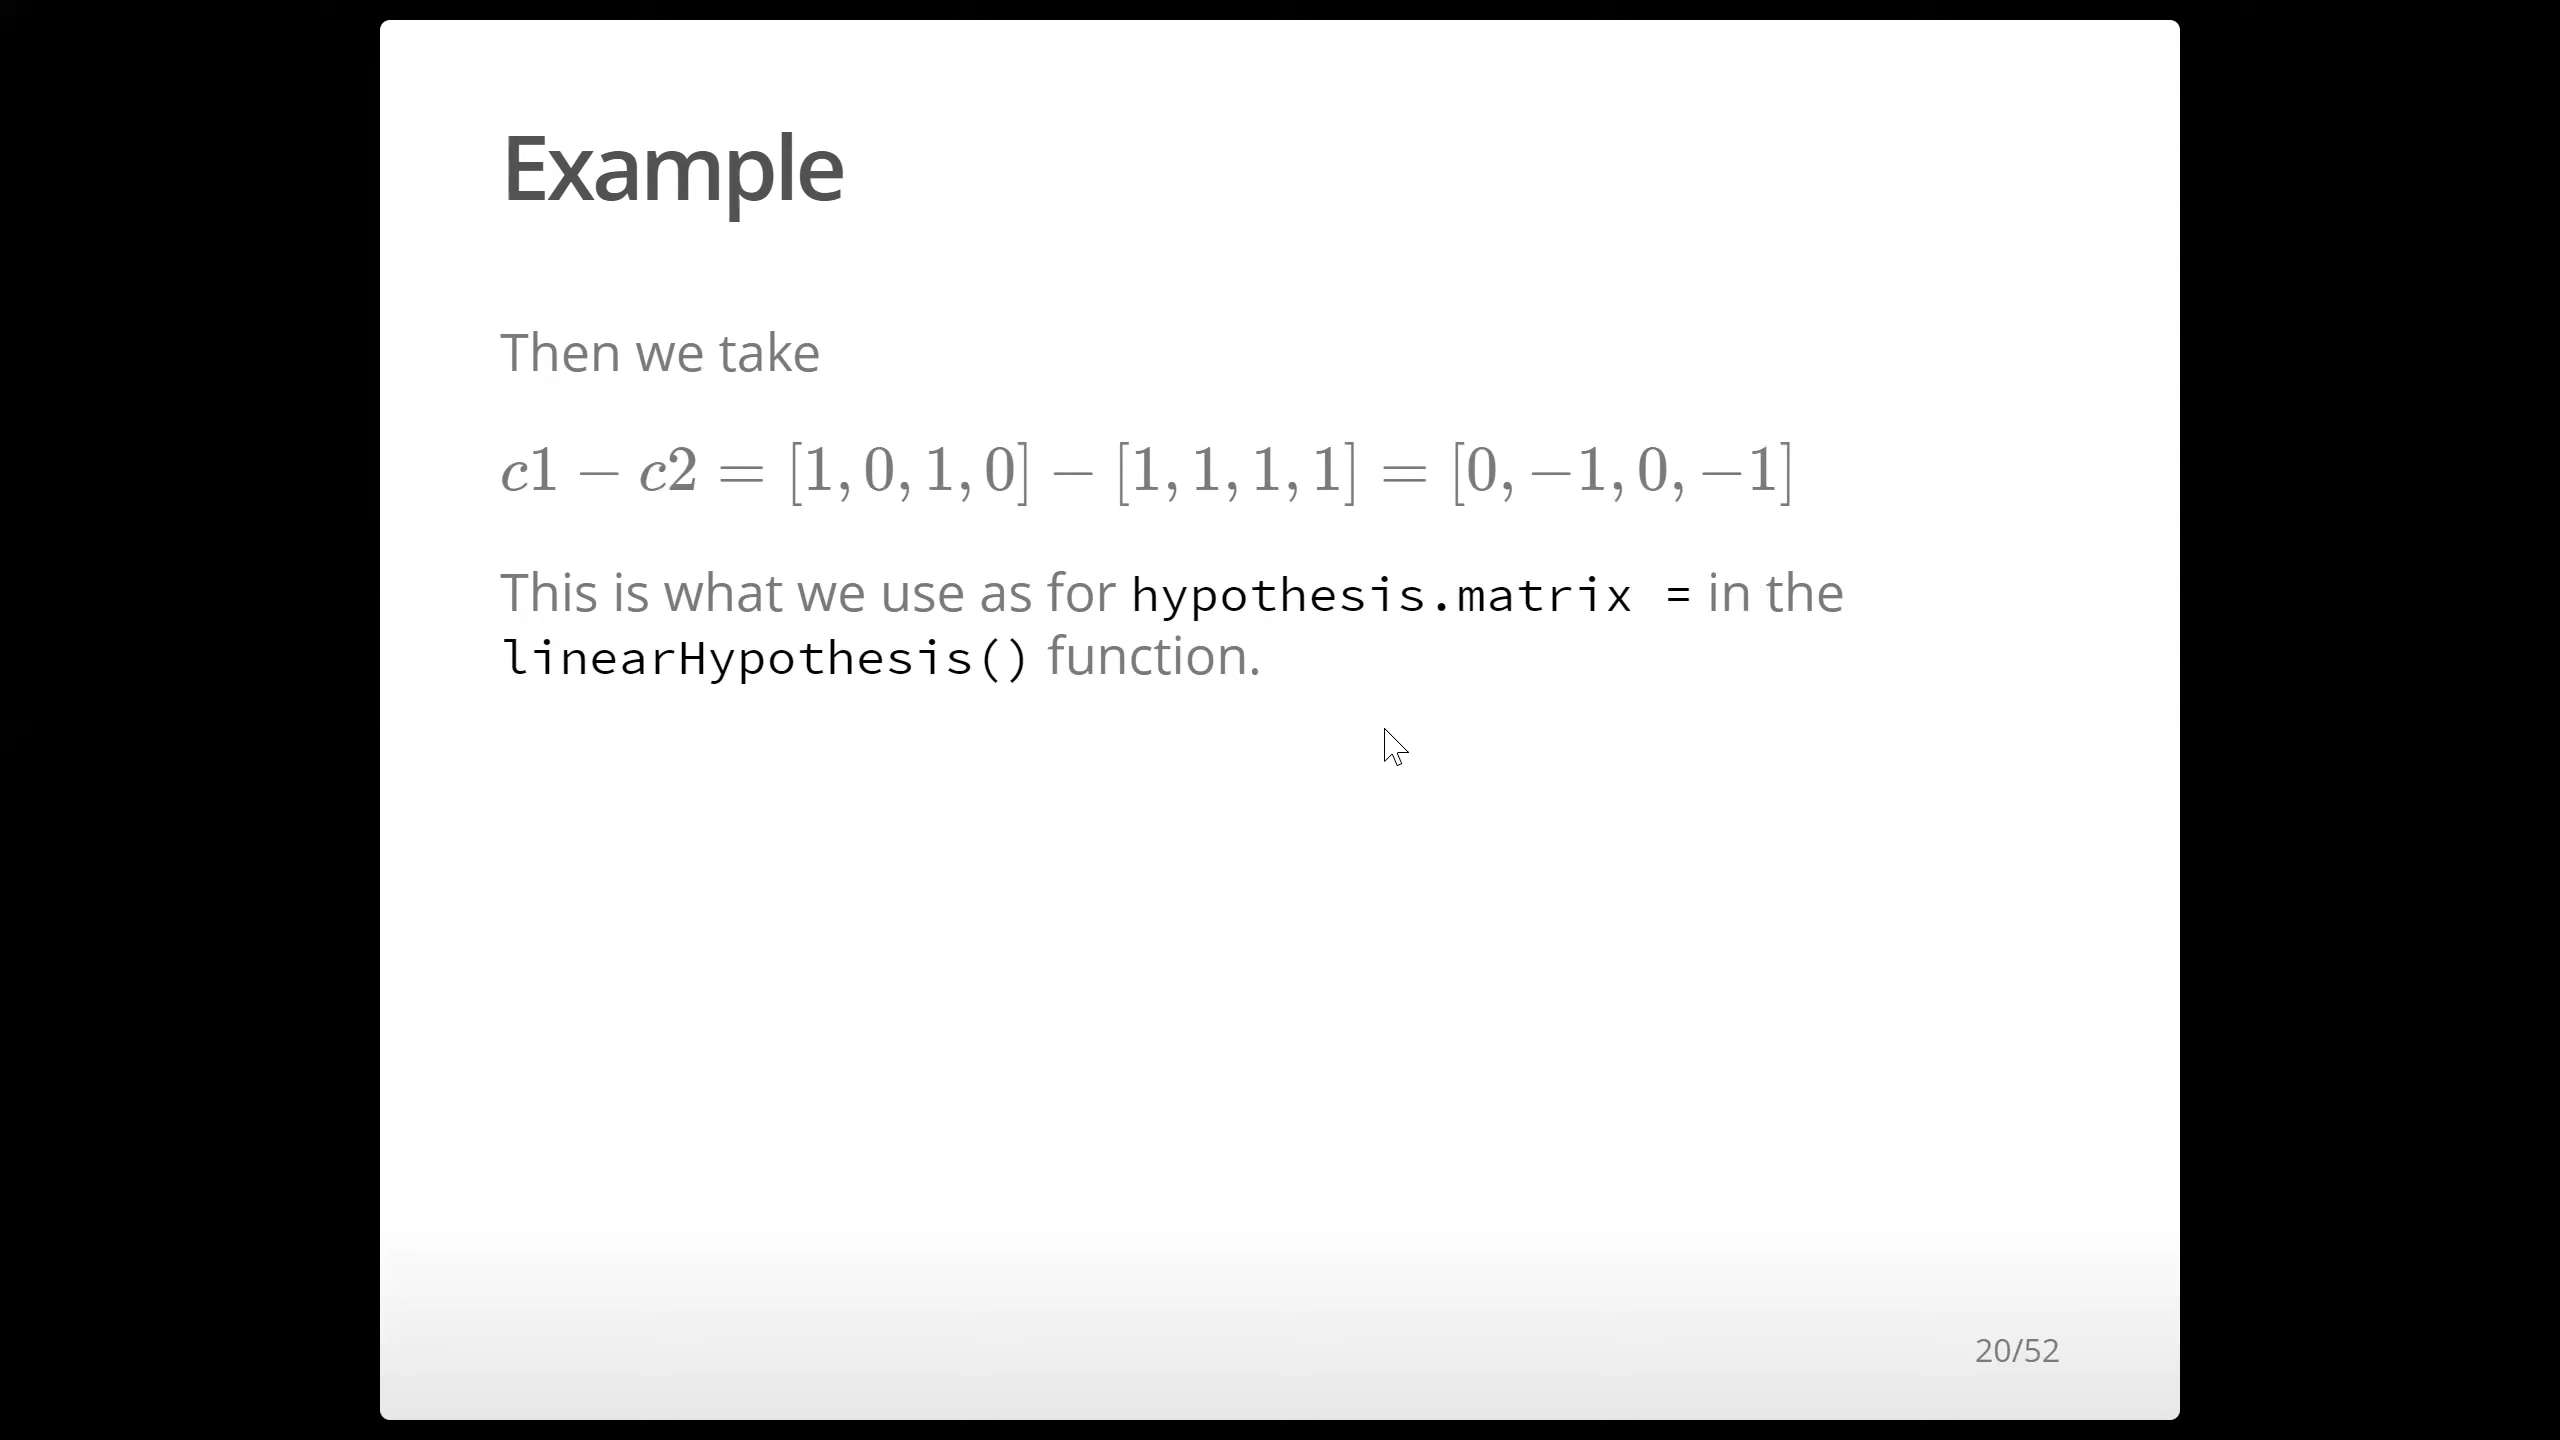 Example
Then we take
c1 − c2 = [1, 0, 1, 0] − [1, 1, 1, 1] = [0, −1, 0, −1]
This is what we use as for hypothesis.matrix = in the
linearHypothesis() function.
20/52